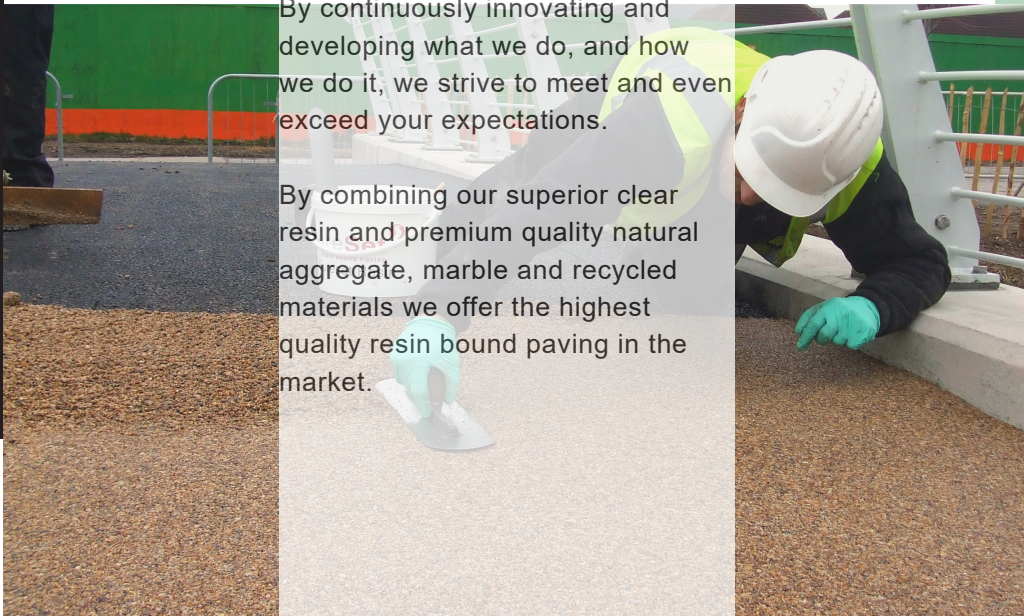 By continuously innovating and
developing what we do, and how
we do it, we strive to meet and even
exceed your expectations.
By combining our superior clear
resin and premium quality natural
aggregate, marble and recycled
materials we offer the highest
quality resin bound paving in the
market.